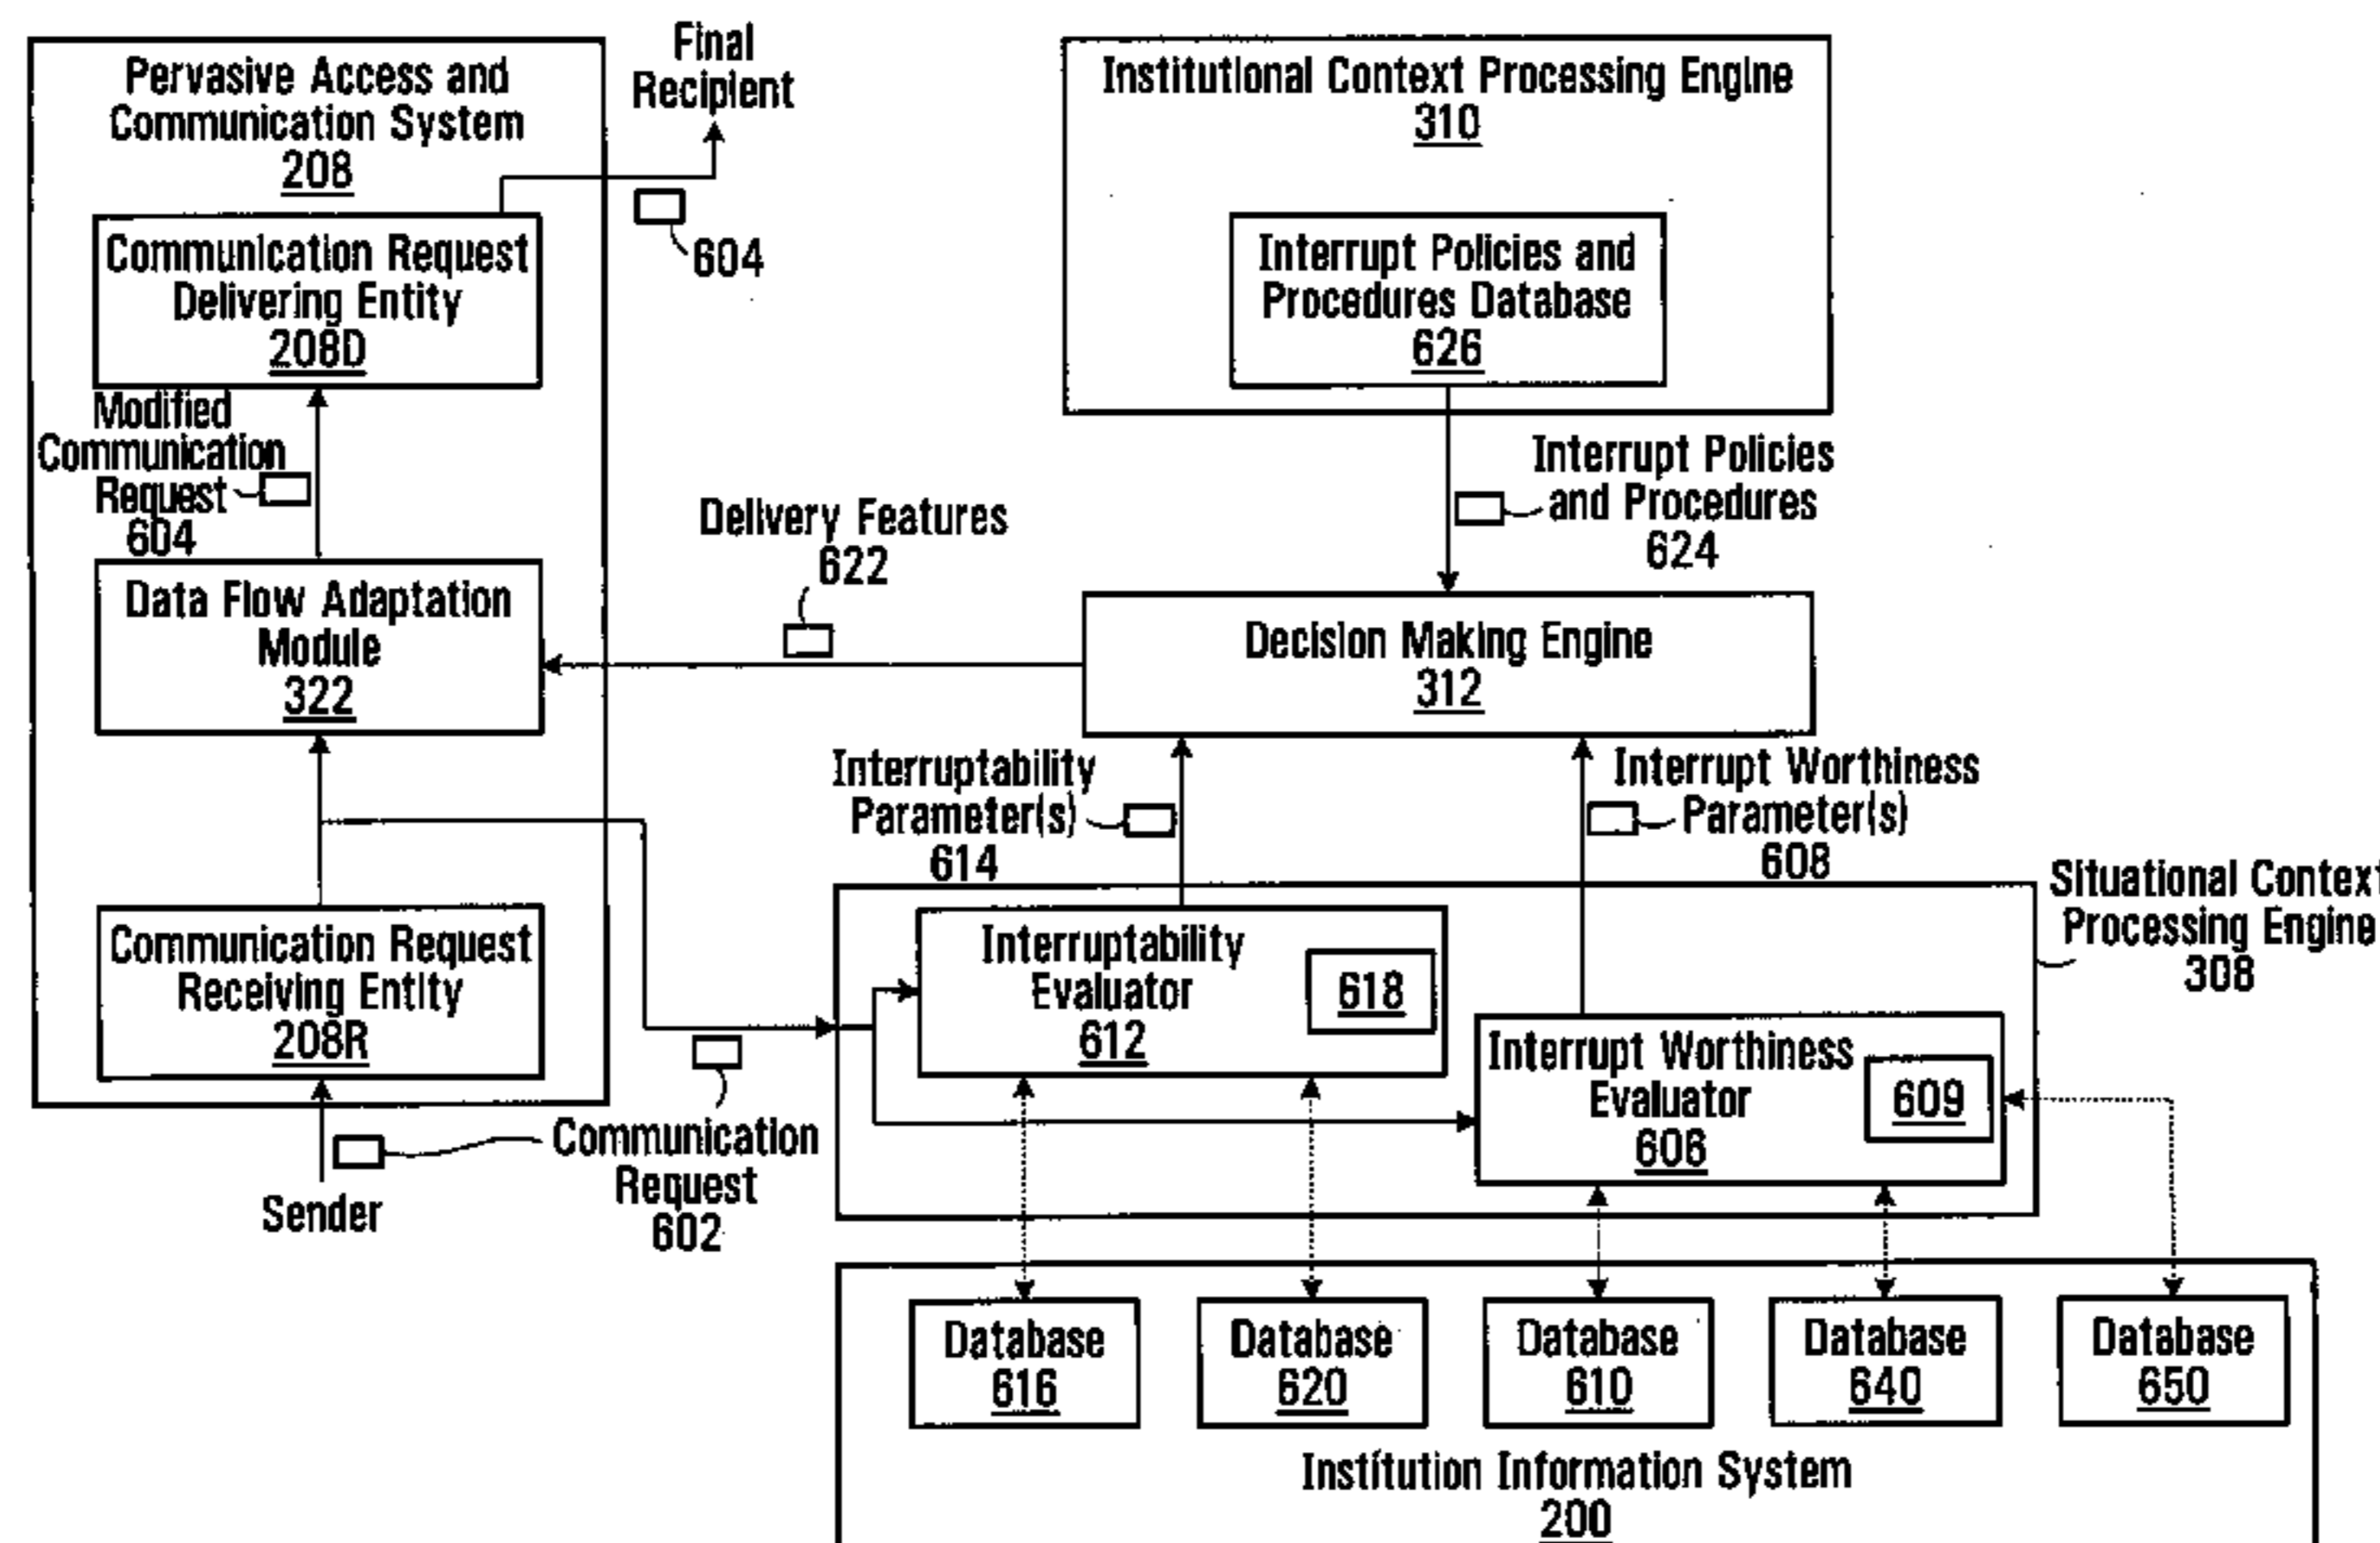 Pervasive Access and
Communication System
208
Final
Recipient
604
Communication Request
Delivering Entity
208D
Modified
Communication
Request
604
Data Flow Adaptation
Module
322
Communication Request
Receiving Entity
208R
Sender
Communication
Request
602
Delivery Features
622
Institutional Context Processing Engine
310
Interrupt Policies and
Procedures Database
626
Interrupt Policies
and Procedures
624
Decision Making Engine
312
Interruptability
Parameter(s)
614
Interrupt Worthiness
Parameter(s)
608
Situational Context
Processing Engine
308
Interruptability
Evaluator
612
618
Interrupt Worthiness
Evaluator
606
609
Database
616
Database
620
Database
610
Database
640
Database
650
Institution Information System
200